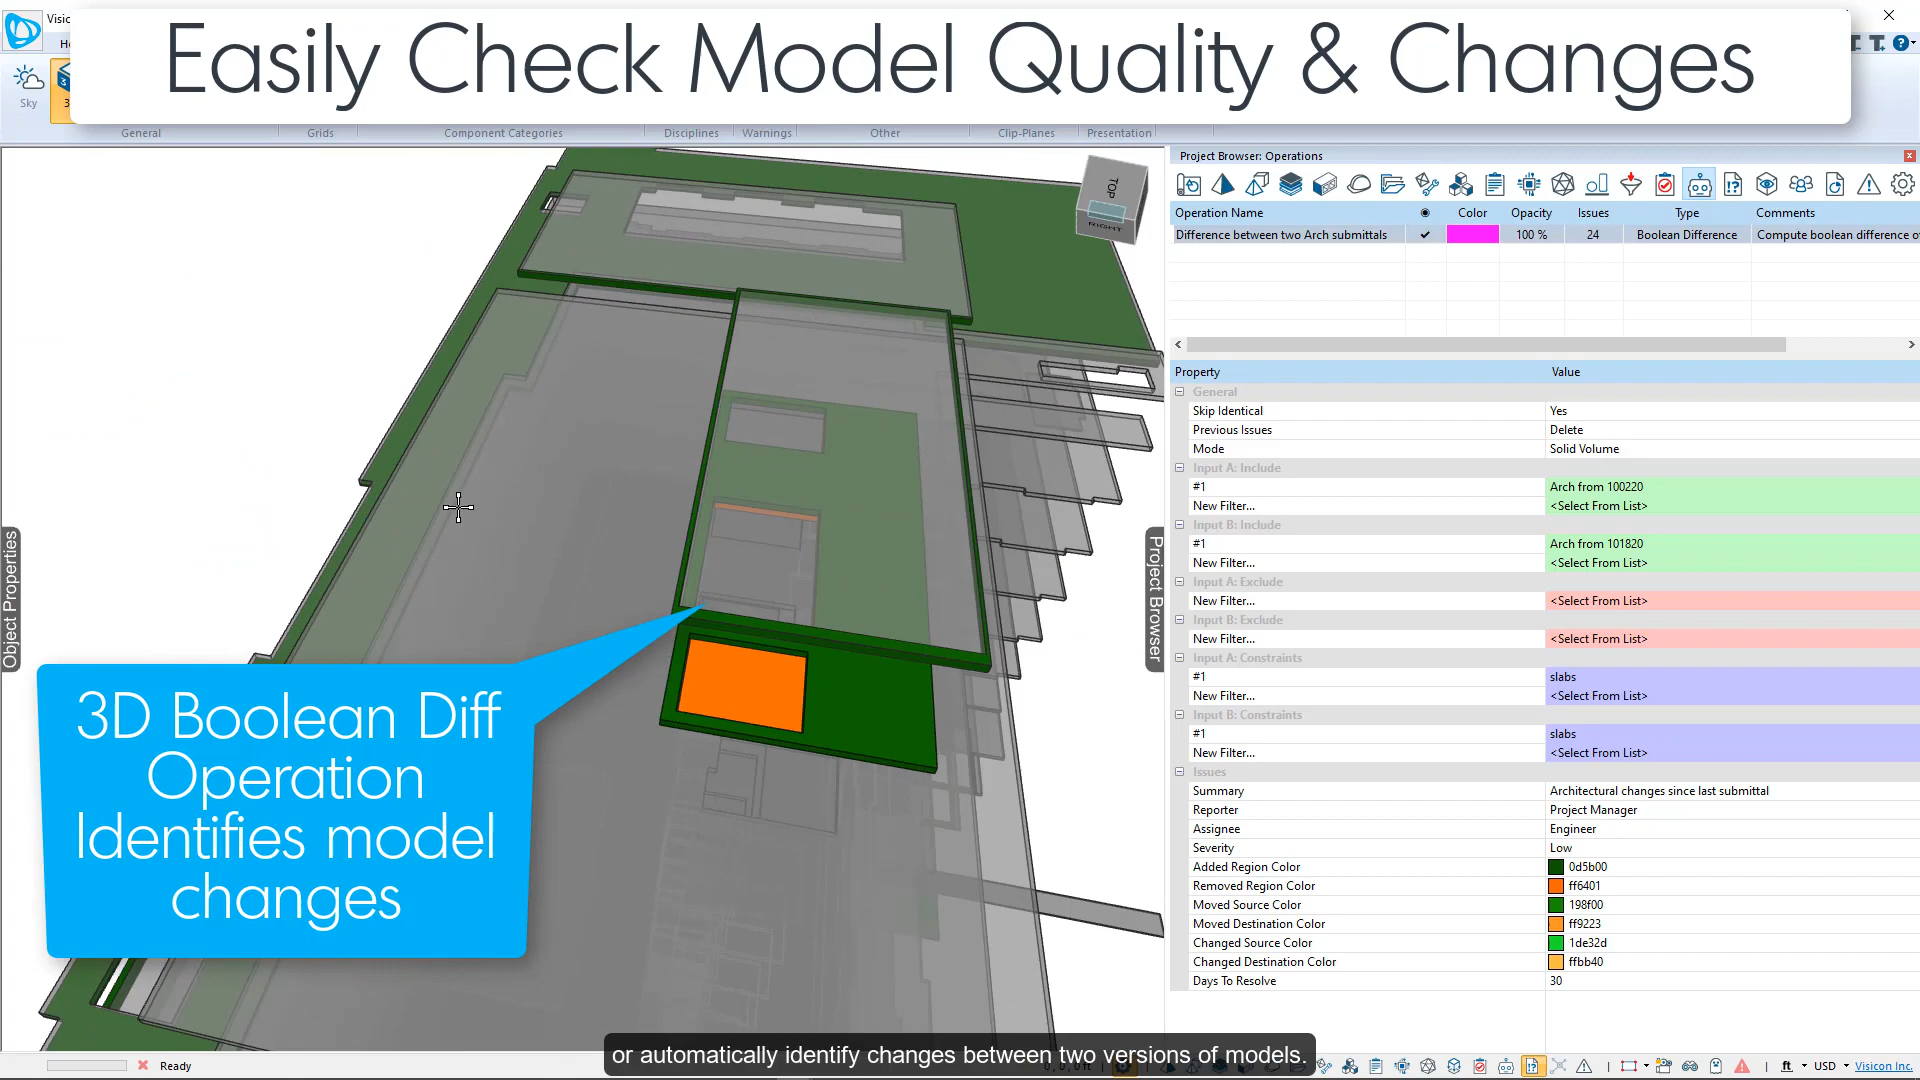 Visic
Easily Check Model Quality & Changes
Sky
General Grids Component Categories Disciplines Warnings Other Clip-Planes Presentation
TOP
RIGHT
Object Properties
Project Browser
Project Browser: Operations
Operation Name Color Opacity Issues Type Comments
Difference between two Arch submittals 100 % 24 Boolean Difference Compute boolean difference o
Property Value
General
Skip Identical Yes
Previous Issues Delete
Mode Solid Volume
Input A: Include
#1 Arch from 100220
New Filter... <Select From List>
Input B: Include
#1 Arch from 101820
New Filter... <Select From List>
Input A: Exclude
New Filter... <Select From List>
Input B: Exclude
New Filter... <Select From List>
Input A: Constraints
#1 slabs
New Filter... <Select From List>
Input B: Constraints
#1 slabs
New Filter... <Select From List>
Issues
Summary Architectural changes since last submittal
Reporter Project Manager
Assignee Engineer
Severity Low
Added Region Color 0d5b00
Removed Region Color ff6401
Moved Source Color 198f00
Moved Destination Color ff9223
Changed Source Color 1de32d
Changed Destination Color ffbb40
Days To Resolve 30
3D Boolean Diff
Operation
Identifies model
changes
or automatically identify changes between two versions of models.
Ready
ft USD Visicon Inc.